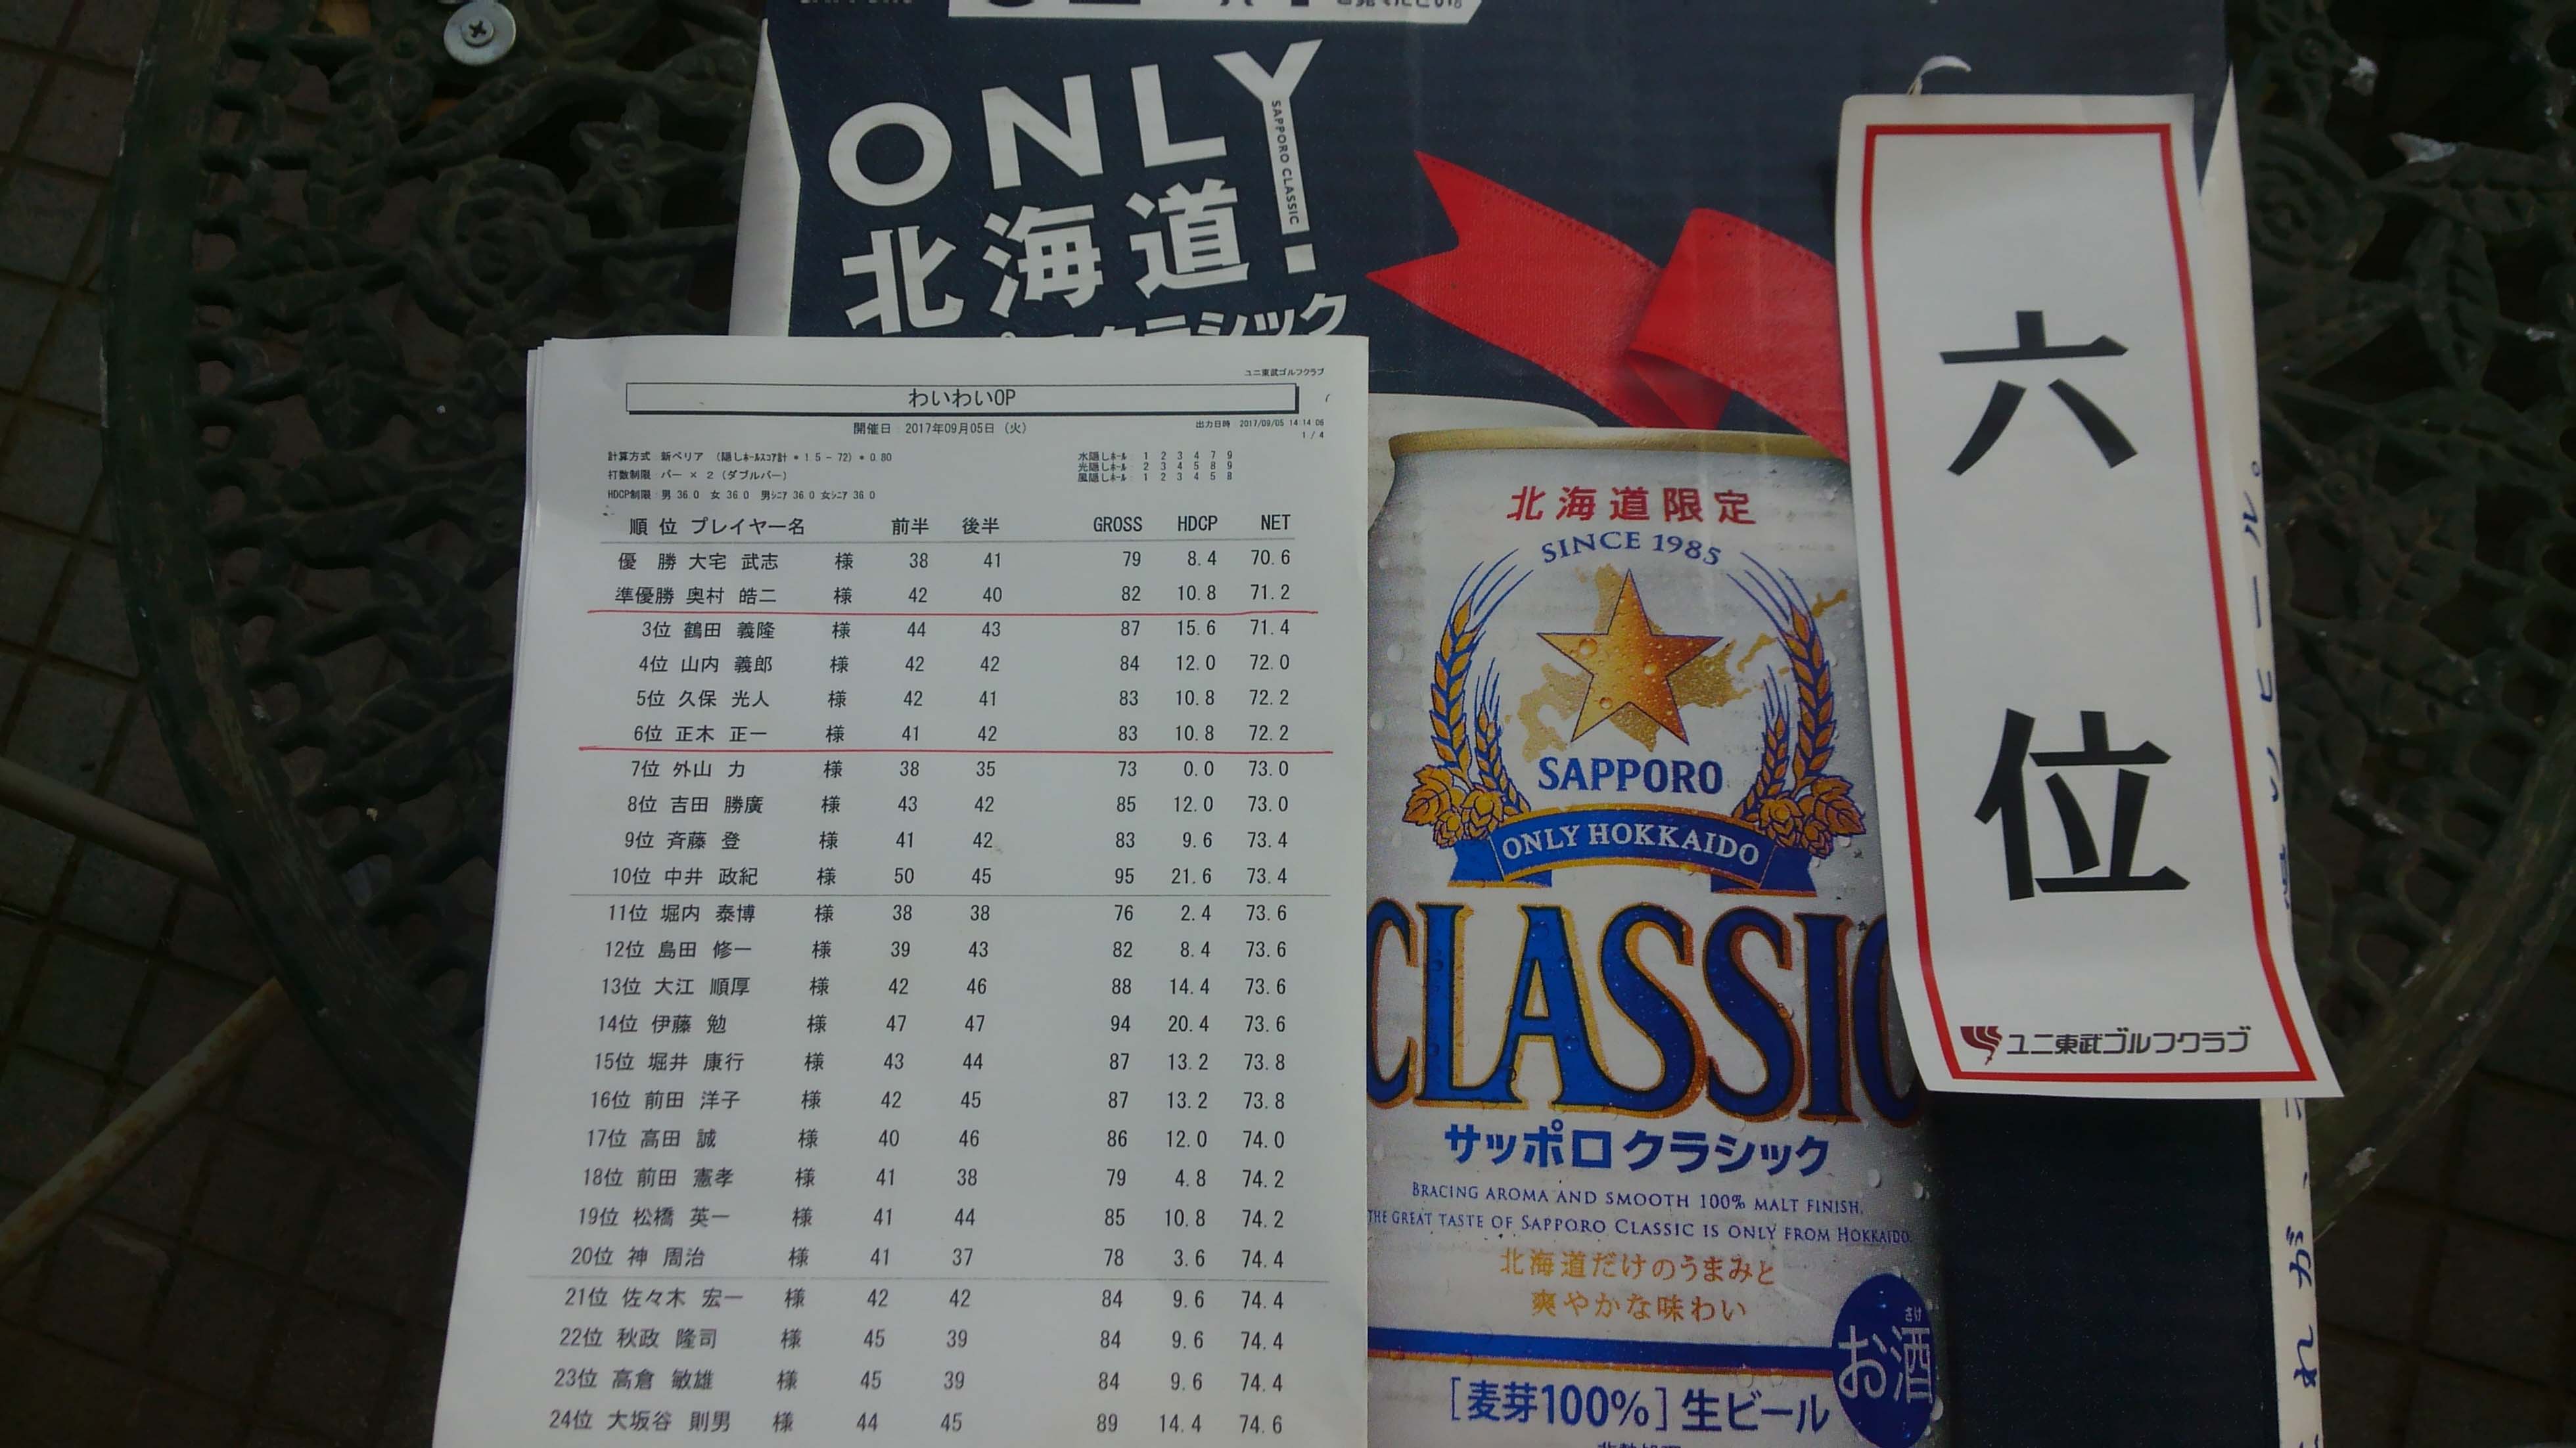 ONLY
SAPPORO CLASSIC
北海道!
クラシック
ユニ東武ゴルフクラブ
わいわいOP
開催日 2017年09月05日 (火)
出力日時 2017/09/05 14 14 06
1 / 4
計算方式 新ペリア (隠しホールスコア計 * 1.5 - 72) * 0.80
打数制限 パー × 2 (ダブルパー)
HDCP制限 男 36.0 女 36.0 男シニア 36.0 女シニア 36.0
水隠しホール 1 2 3 4 7 9
光隠しホール 2 3 4 5 8 9
風隠しホール 1 2 3 4 5 8
順 位 プレイヤー名 前半 後半 GROSS HDCP NET
優 勝 大宅 武志 様 38 41 79 8.4 70.6
準優勝 奥村 皓二 様 42 40 82 10.8 71.2
3位 鶴田 義隆 様 44 43 87 15.6 71.4
4位 山内 義郎 様 42 42 84 12.0 72.0
5位 久保 光人 様 42 41 83 10.8 72.2
6位 正木 正一 様 41 42 83 10.8 72.2
7位 外山 力 様 38 35 73 0.0 73.0
8位 吉田 勝廣 様 43 42 85 12.0 73.0
9位 斉藤 登 様 41 42 83 9.6 73.4
10位 中井 政紀 様 50 45 95 21.6 73.4
11位 堀内 泰博 様 38 38 76 2.4 73.6
12位 島田 修一 様 39 43 82 8.4 73.6
13位 大江 順厚 様 42 46 88 14.4 73.6
14位 伊藤 勉 様 47 47 94 20.4 73.6
15位 堀井 康行 様 43 44 87 13.2 73.8
16位 前田 洋子 様 42 45 87 13.2 73.8
17位 高田 誠 様 40 46 86 12.0 74.0
18位 前田 憲孝 様 41 38 79 4.8 74.2
19位 松橋 英一 様 41 44 85 10.8 74.2
20位 神 周治 様 41 37 78 3.6 74.4
21位 佐々木 宏一 様 42 42 84 9.6 74.4
22位 秋政 隆司 様 45 39 84 9.6 74.4
23位 高倉 敏雄 様 45 39 84 9.6 74.4
24位 大坂谷 則男 様 44 45 89 14.4 74.6
北海道限定
SINCE 1985
SAPPORO
ONLY HOKKAIDO
CLASSIC
サッポロクラシック
BRACING AROMA AND SMOOTH 100% MALT FINISH,
THE GREAT TASTE OF SAPPORO CLASSIC IS ONLY FROM HOKKAIDO.
北海道だけのうまみと
爽やかな味わい
さけ
お酒
[麦芽100%] 生ビール
六位
ユニ東武ゴルフクラブ